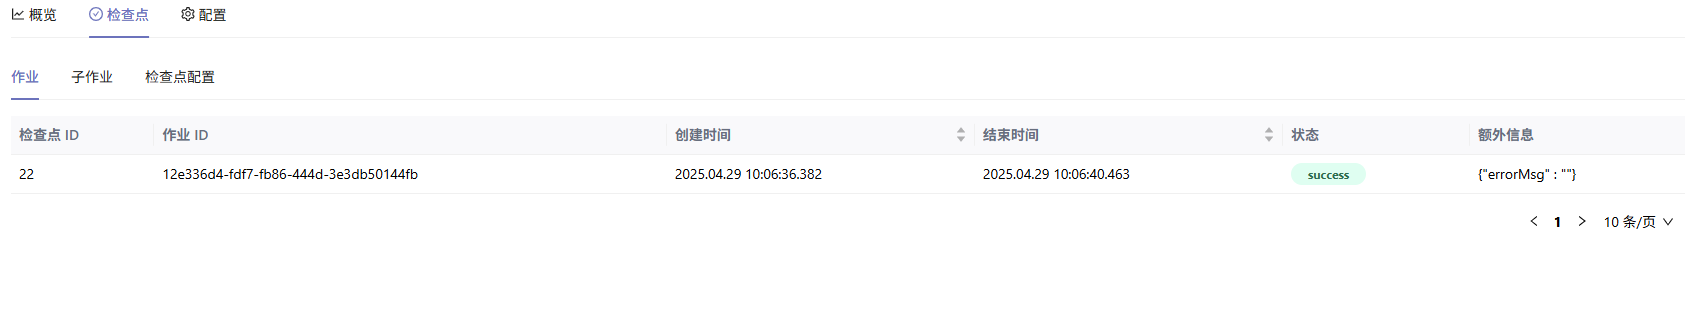 概览 检查点 配置
作业 子作业 检查点配置
检查点 ID 作业 ID 创建时间 结束时间 状态 额外信息
22 12e336d4-fdf7-fb86-444d-3e3db50144fb 2025.04.29 10:06:36.382 2025.04.29 10:06:40.463 success {"errorMsg" : ""}
1 10 条/页